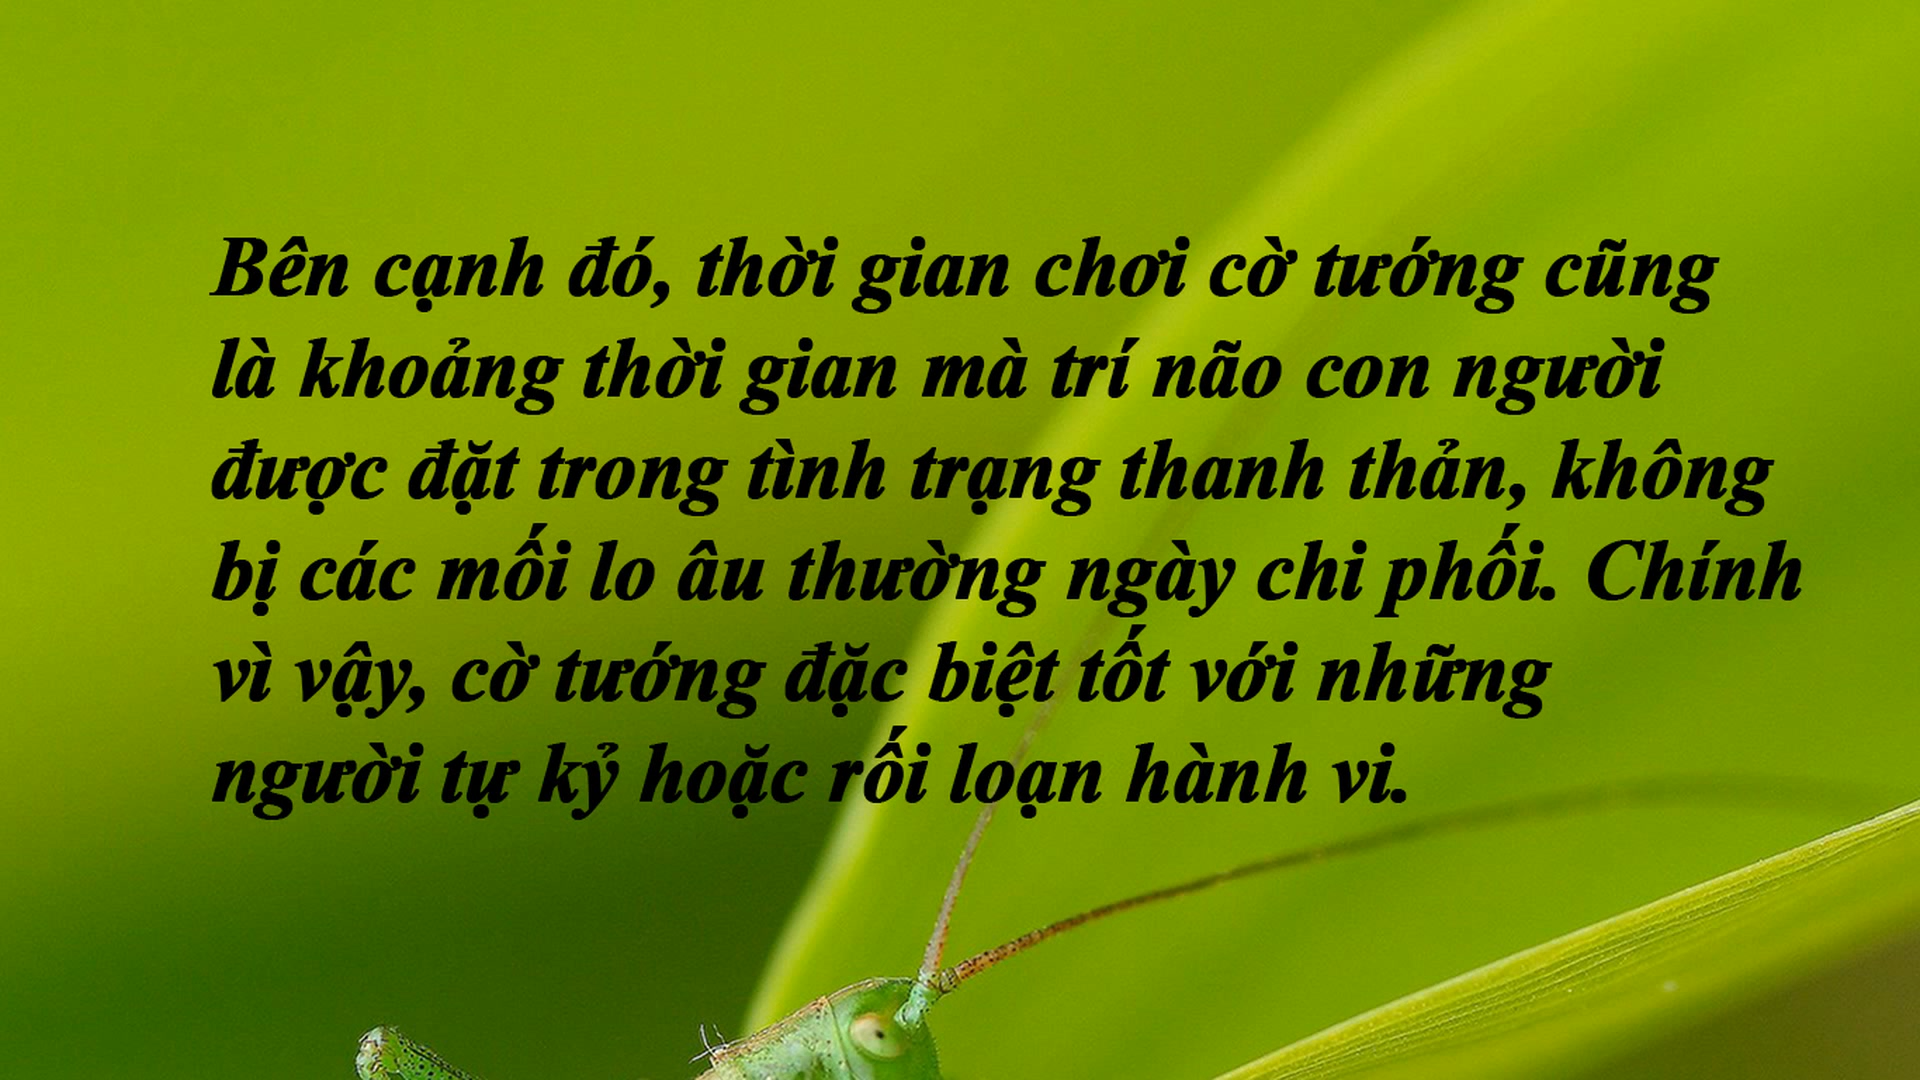 Bên cạnh đó, thời gian chơi cờ tướng cũng
là khoảng thời gian mà trí não con người
được đặt trong tình trạng thanh thản, không
bị các mối lo âu thường ngày chi phối. Chính
vì vậy, cờ tướng đặc biệt tốt với những
người tự kỷ hoặc rối loạn hành vi.